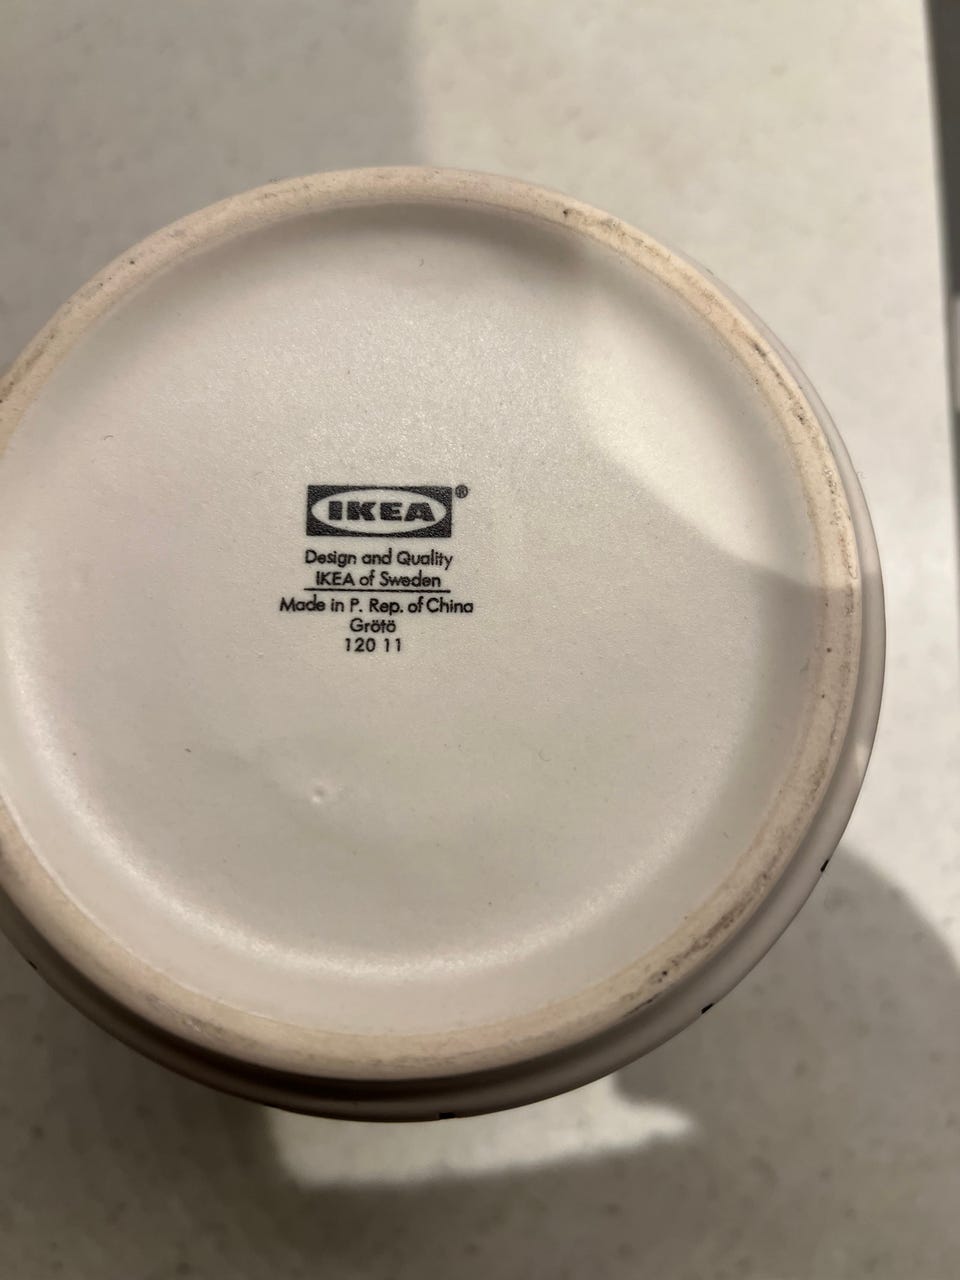 IKEA®
Design and Quality
IKEA of Sweden
Made in P. Rep. of China
Grötö
120 11